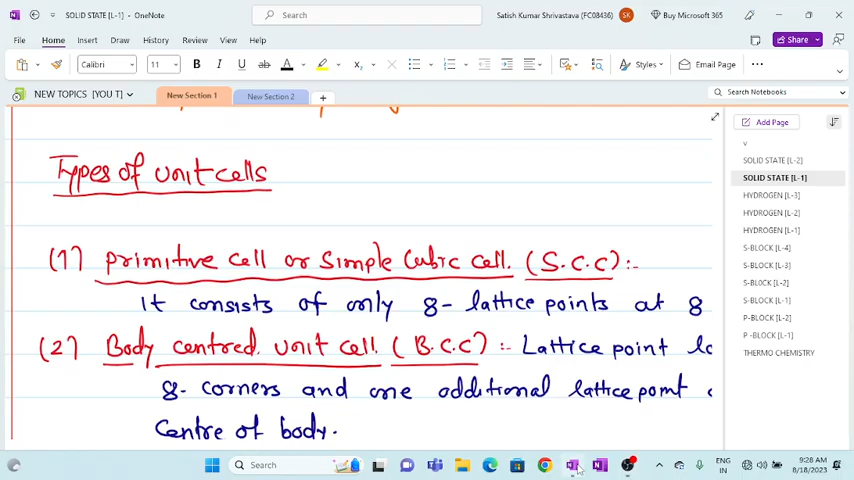 SOLID STATE [L-1] - OneNote
Search
Satish Kumar Shrivastava (FC08436)
SK
Buy Microsoft 365
File Home Insert Draw History Review View Help
Share
Calibri 11 B I U ab A
Styles
Email Page
NEW TOPICS [YOU T]
New Section 1
New Section 2
Search Notebooks
Types of unit cells
(1) primitive cell or simple Cubic cell. (S.C.C) :-
It consists of only 8- lattice points at 8
(2) Body centred unit cell. (B.C.C) :- Lattice point lo
8- corners and one additional lattice point
Centre of body.
Add Page
v
SOLID STATE [L-2]
SOLID STATE [L-1]
HYDROGEN [L-3]
HYDROGEN [L-2]
HYDROGEN [L-1]
S-BLOCK [L-4]
S-BLOCK [L-3]
S-BLOCK [L-2]
S-BLOCK [L-1]
P-BLOCK [L-2]
P -BLOCK [L-1]
THERMO CHEMISTRY
Search
ENG
IN
9:28 AM
8/18/2023